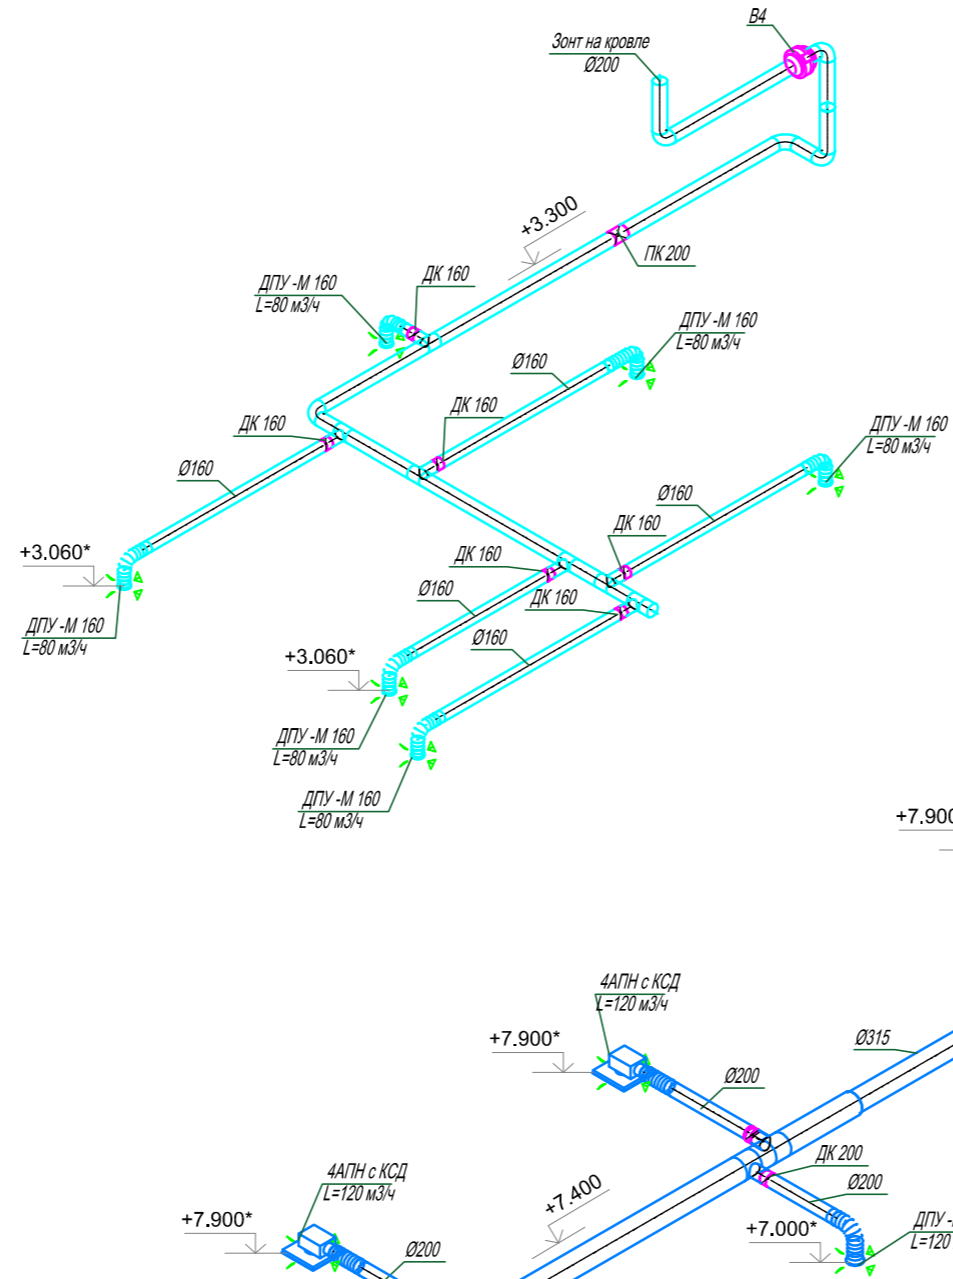 В4
Зонт на кровле
Ø200
+3.300
ПК 200
ДПУ -М 160
L=80 м3/ч
ДК 160
ДПУ -М 160
L=80 м3/ч
Ø160
ДК 160
ДК 160
ДПУ -М 160
L=80 м3/ч
Ø160
Ø160
ДК 160
+3.060*
ДК 160
Ø160
ДК 160
ДПУ -М 160
L=80 м3/ч
Ø160
+3.060*
ДПУ -М 160
L=80 м3/ч
ДПУ -М 160
L=80 м3/ч
+7.900
4АПН с КСД
L=120 м3/ч
+7.900*
Ø315
Ø200
ДК 200
4АПН с КСД
L=120 м3/ч
Ø200
+7.400
+7.900*
+7.000*
ДПУ -
L=120
Ø200